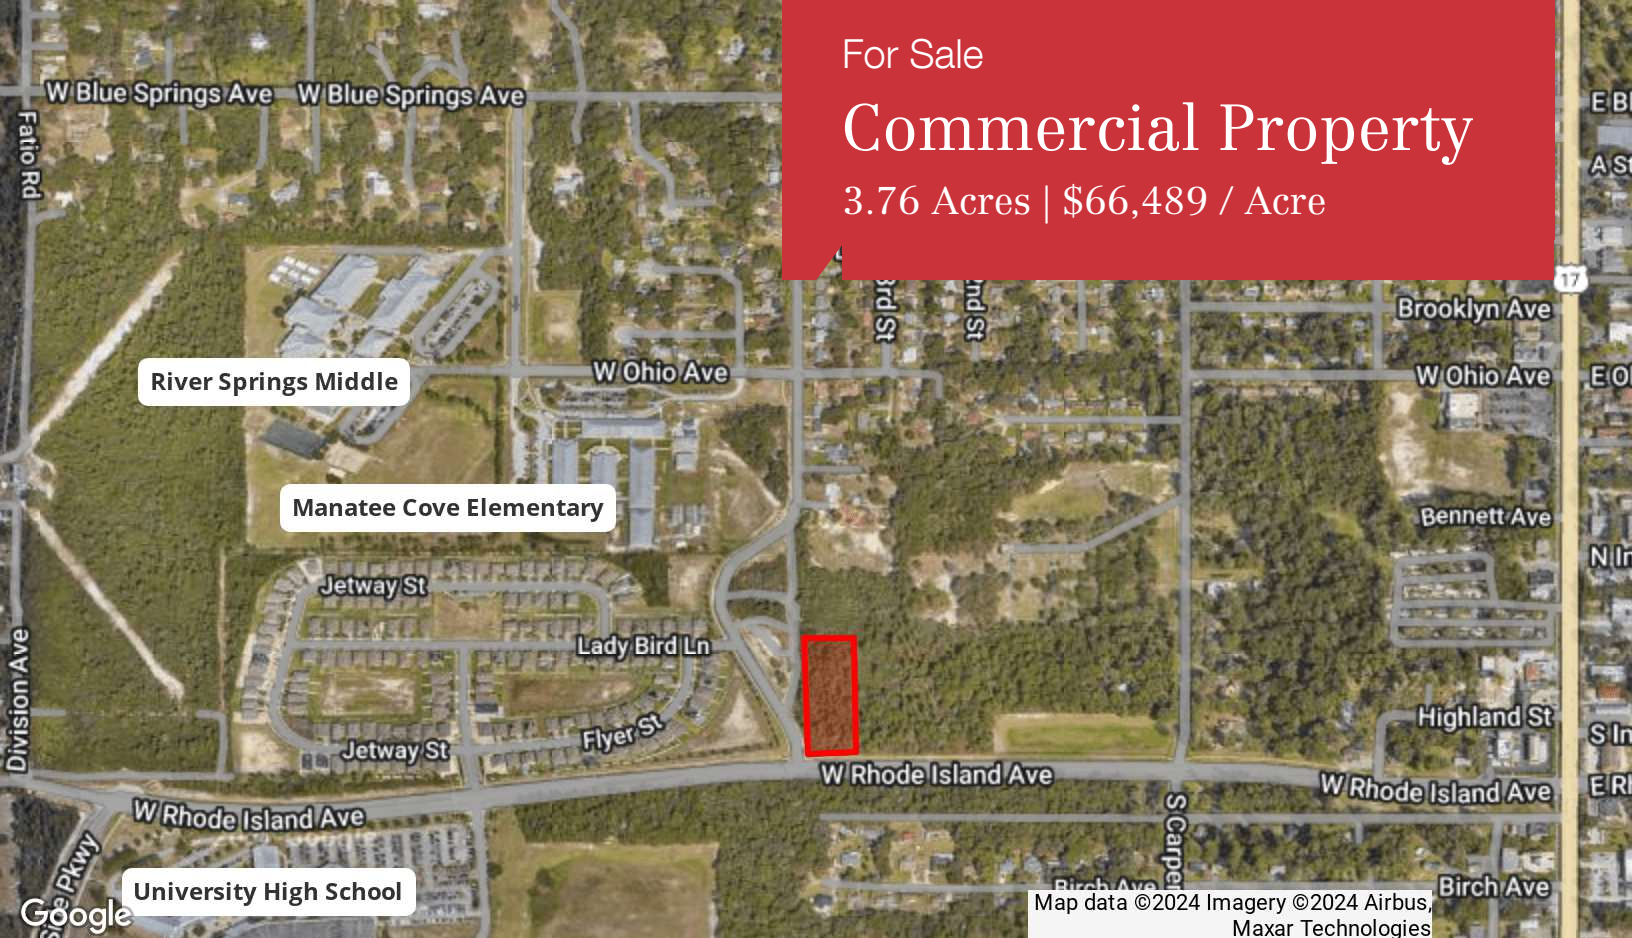 For Sale
Commercial Property
3.76 Acres | $66,489 / Acre
W Blue Springs Ave
W Blue Springs Ave
Fatio Rd
17
Brooklyn Ave
W Ohio Ave
W Ohio Ave
River Springs Middle
Manatee Cove Elementary
Bennett Ave
Jetway St
Lady Bird Ln
Division Ave
Flyer St
Jetway St
Highland St
W Rhode Island Ave
W Rhode Island Ave
W Rhode Island Ave
University High School
Pkwy
Birch Ave
Birch Ave
Google
Map data ©2024 Imagery ©2024 Airbus,
Maxar Technologies